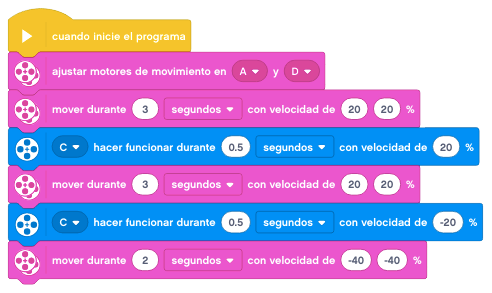 cuando inicie el programa
ajustar motores de movimiento en A y D
mover durante 3 segundos con velocidad de 20 20 %
C hacer funcionar durante 0.5 segundos con velocidad de 20 %
mover durante 3 segundos con velocidad de 20 20 %
C hacer funcionar durante 0.5 segundos con velocidad de -20 %
mover durante 2 segundos con velocidad de -40 -40 %